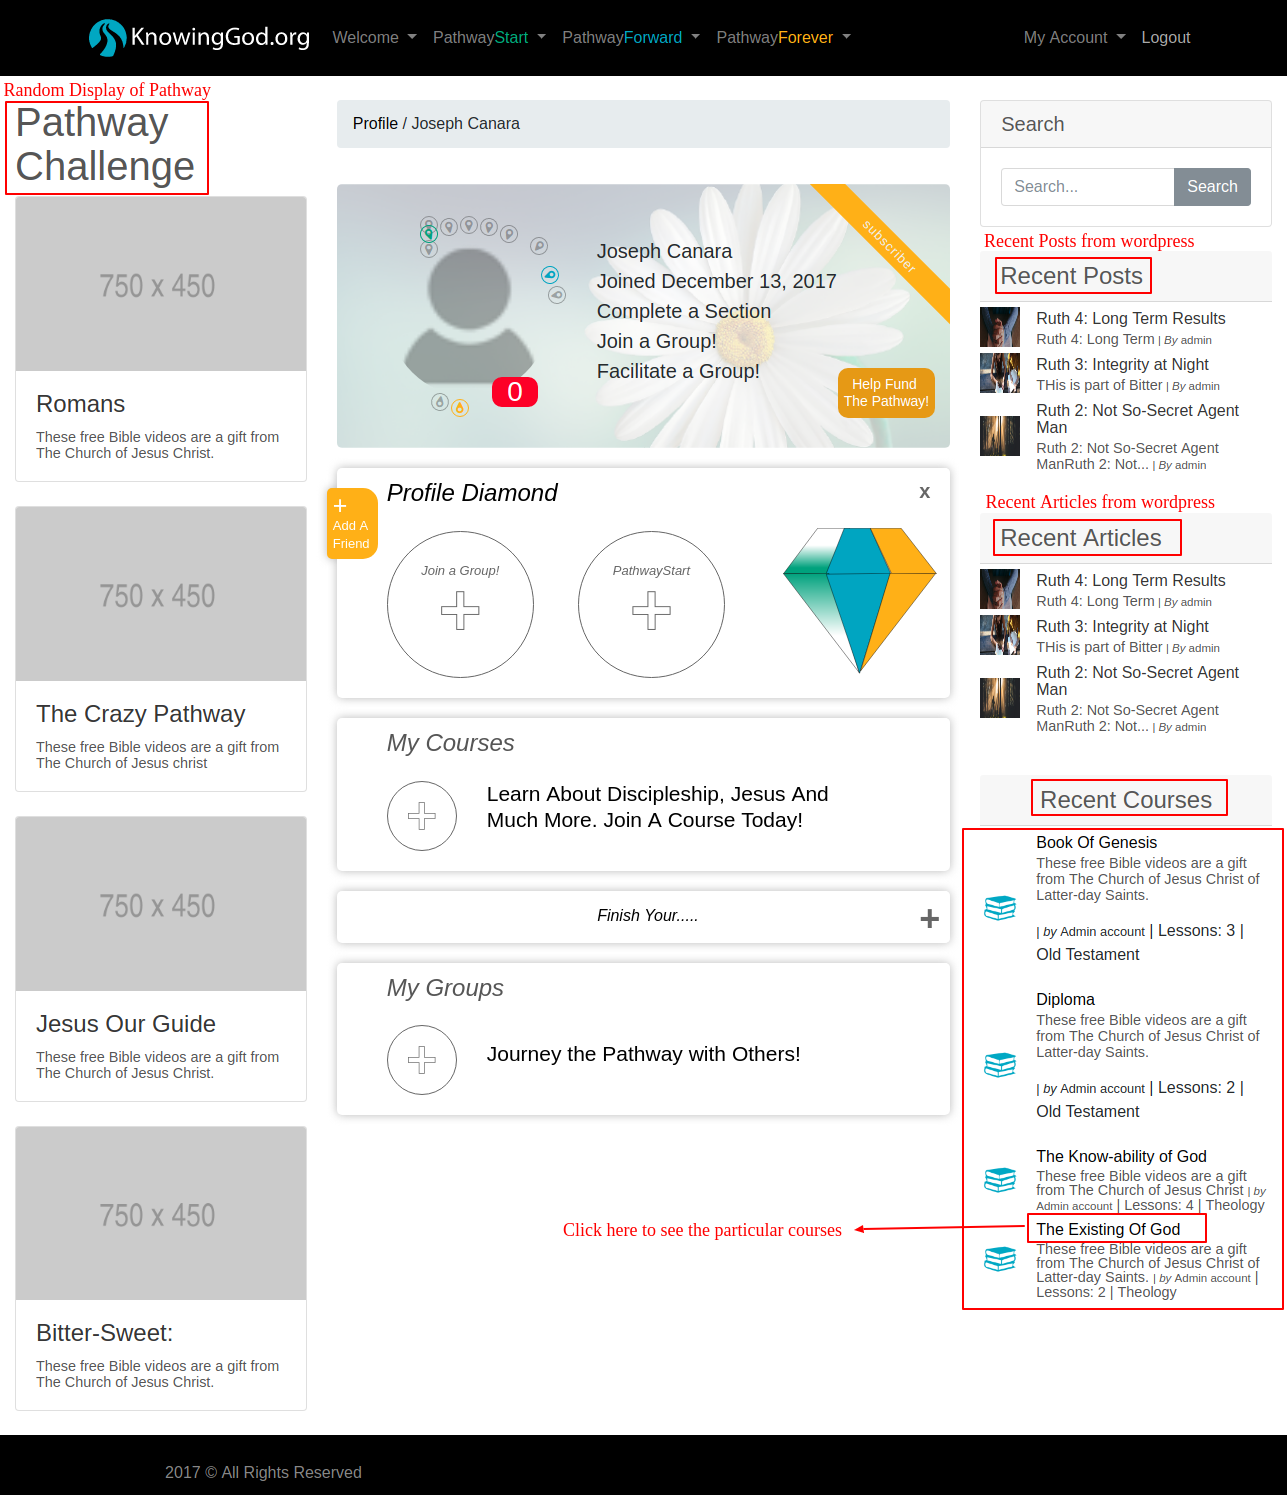 KnowingGod.org
Welcome
PathwayStart
PathwayForward
PathwayForever
My Account
Logout
Random Display of Pathway
Pathway
Challenge
750 x 450
Romans
These free Bible videos are a gift from
The Church of Jesus Christ.
750 x 450
The Crazy Pathway
These free Bible videos are a gift from
The Church of Jesus christ
750 x 450
Jesus Our Guide
These free Bible videos are a gift from
The Church of Jesus Christ.
750 x 450
Bitter-Sweet:
These free Bible videos are a gift from
The Church of Jesus Christ.
Profile / Joseph Canara
subscriber
Joseph Canara
Joined December 13, 2017
Complete a Section
Join a Group!
Facilitate a Group!
0
Help Fund
The Pathway!
Profile Diamond
x
+
Add A
Friend
Join a Group!
PathwayStart
My Courses
Learn About Discipleship, Jesus And
Much More. Join A Course Today!
Finish Your.....
+
My Groups
Journey the Pathway with Others!
Click here to see the particular courses
Search
Search...
Search
Recent Posts from wordpress
Recent Posts
Ruth 4: Long Term Results
Ruth 4: Long Term | By admin
Ruth 3: Integrity at Night
THis is part of Bitter | By admin
Ruth 2: Not So-Secret Agent
Man
Ruth 2: Not So-Secret Agent
ManRuth 2: Not... | By admin
Recent Articles from wordpress
Recent Articles
Ruth 4: Long Term Results
Ruth 4: Long Term | By admin
Ruth 3: Integrity at Night
THis is part of Bitter | By admin
Ruth 2: Not So-Secret Agent
Man
Ruth 2: Not So-Secret Agent
ManRuth 2: Not... | By admin
Recent Courses
Book Of Genesis
These free Bible videos are a gift
from The Church of Jesus Christ of
Latter-day Saints.
| by Admin account | Lessons: 3 |
Old Testament
Diploma
These free Bible videos are a gift
from The Church of Jesus Christ of
Latter-day Saints.
| by Admin account | Lessons: 2 |
Old Testament
The Know-ability of God
These free Bible videos are a gift
from The Church of Jesus Christ | by
Admin account | Lessons: 4 | Theology
The Existing Of God
These free Bible videos are a gift
from The Church of Jesus Christ of
Latter-day Saints. | by Admin account |
Lessons: 2 | Theology
2017 © All Rights Reserved